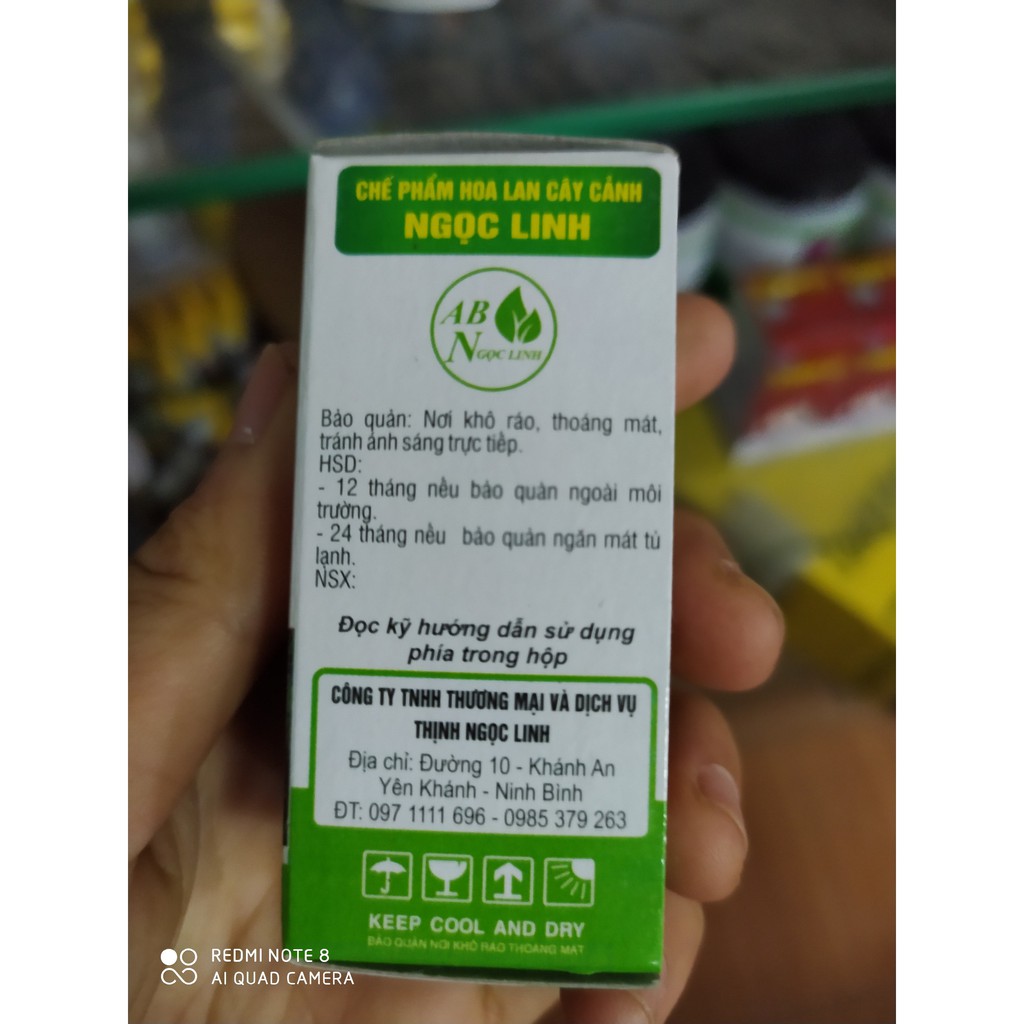 CHẾ PHẨM HOA LAN CÂY CẢNH
NGỌC LINH
AB
NGỌC LINH
Bảo quản: Nơi khô ráo, thoáng mát,
tránh ánh sáng trực tiếp.
HSD:
- 12 tháng nếu bảo quản ngoài môi
trường.
- 24 tháng nếu bảo quản ngăn mát tủ
lạnh.
NSX:
Đọc kỹ hướng dẫn sử dụng
phía trong hộp
CÔNG TY TNHH THƯƠNG MẠI VÀ DỊCH VỤ
THỊNH NGỌC LINH
Địa chỉ: Đường 10 - Khánh An
Yên Khánh - Ninh Bình
ĐT: 097 1111 696 - 0985 379 263
KEEP COOL AND DRY
BẢO QUẢN NƠI KHÔ RÁO THOÁNG MÁT
REDMI NOTE 8
AI QUAD CAMERA